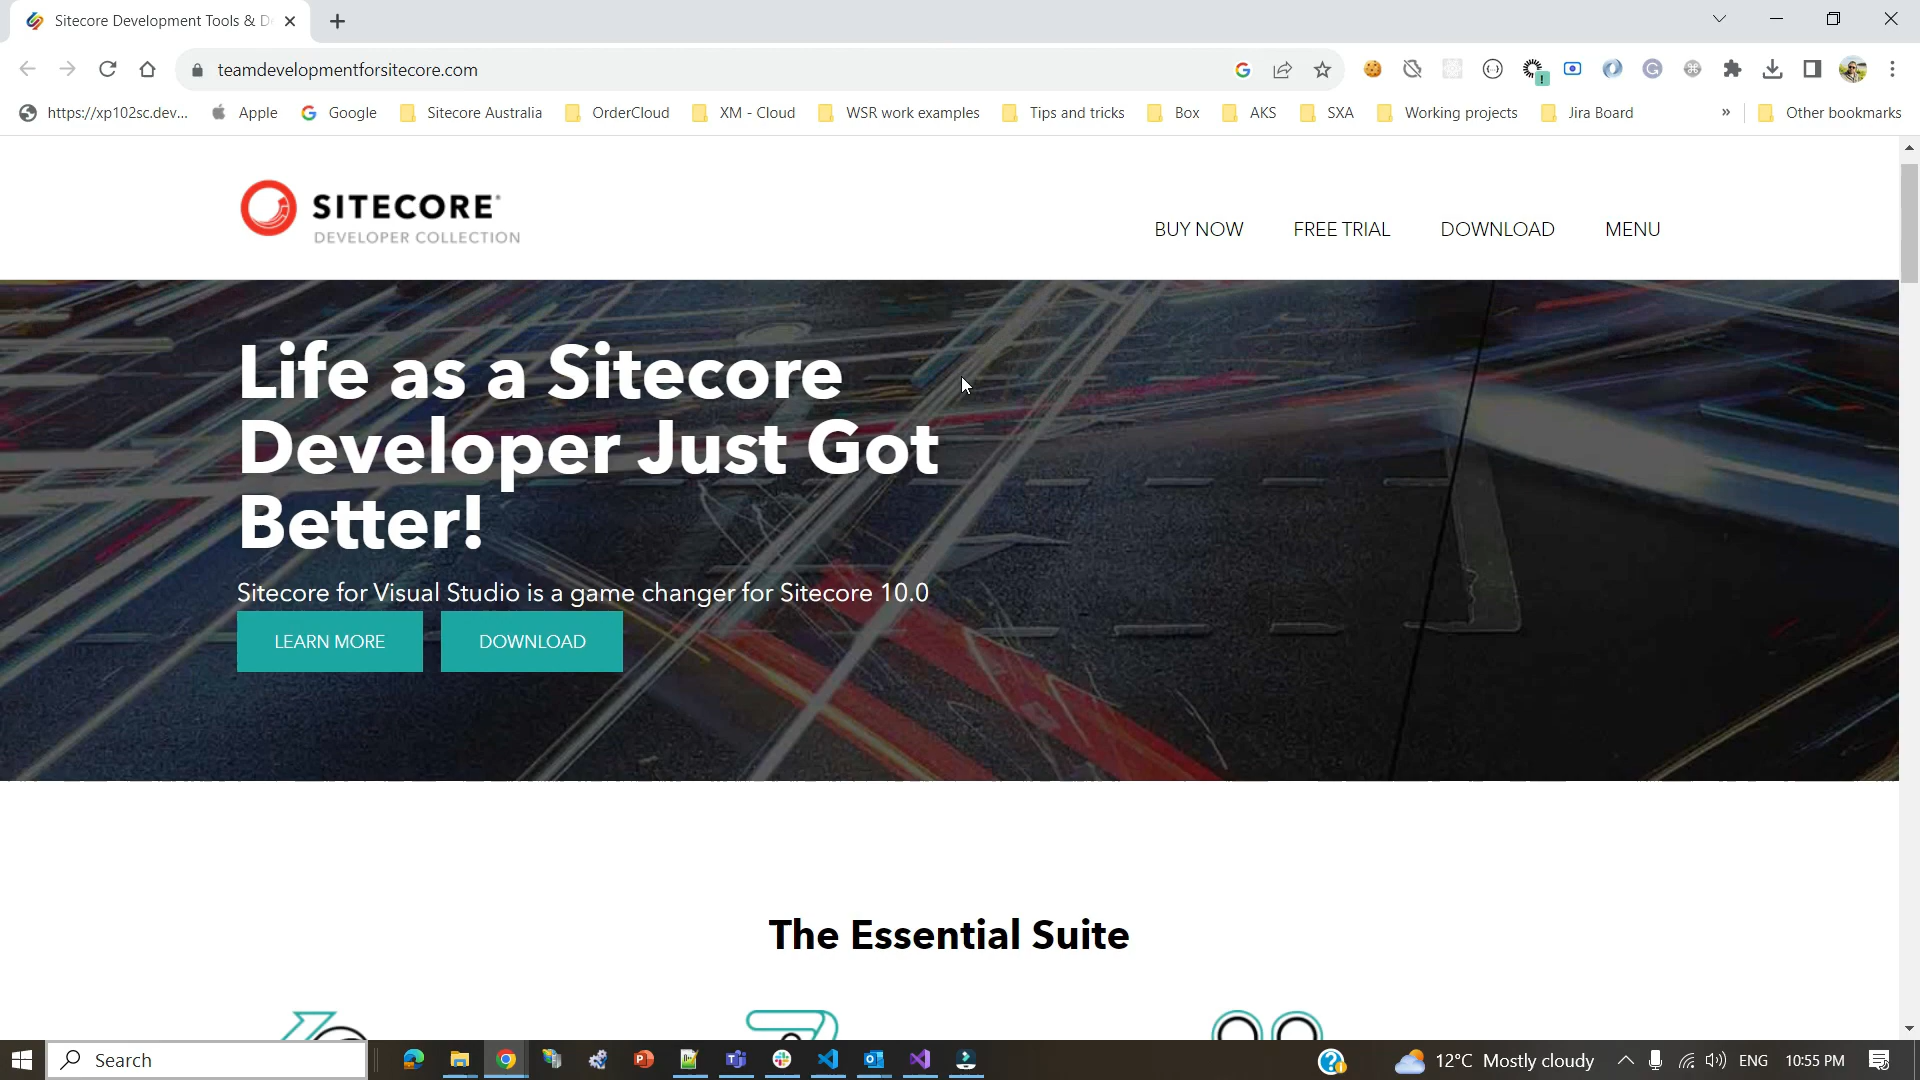 Sitecore Development Tools & D
teamdevelopmentforsitecore.com
https://xp102sc.dev...
Apple
Google
Sitecore Australia
OrderCloud
XM - Cloud
WSR work examples
Tips and tricks
Box
AKS
SXA
Working projects
Jira Board
»
Other bookmarks
SITECORE®
DEVELOPER COLLECTION
BUY NOW
FREE TRIAL
DOWNLOAD
MENU
Life as a Sitecore
Developer Just Got
Better!
Sitecore for Visual Studio is a game changer for Sitecore 10.0
LEARN MORE
DOWNLOAD
The Essential Suite
Search
12°C Mostly cloudy
ENG
10:55 PM